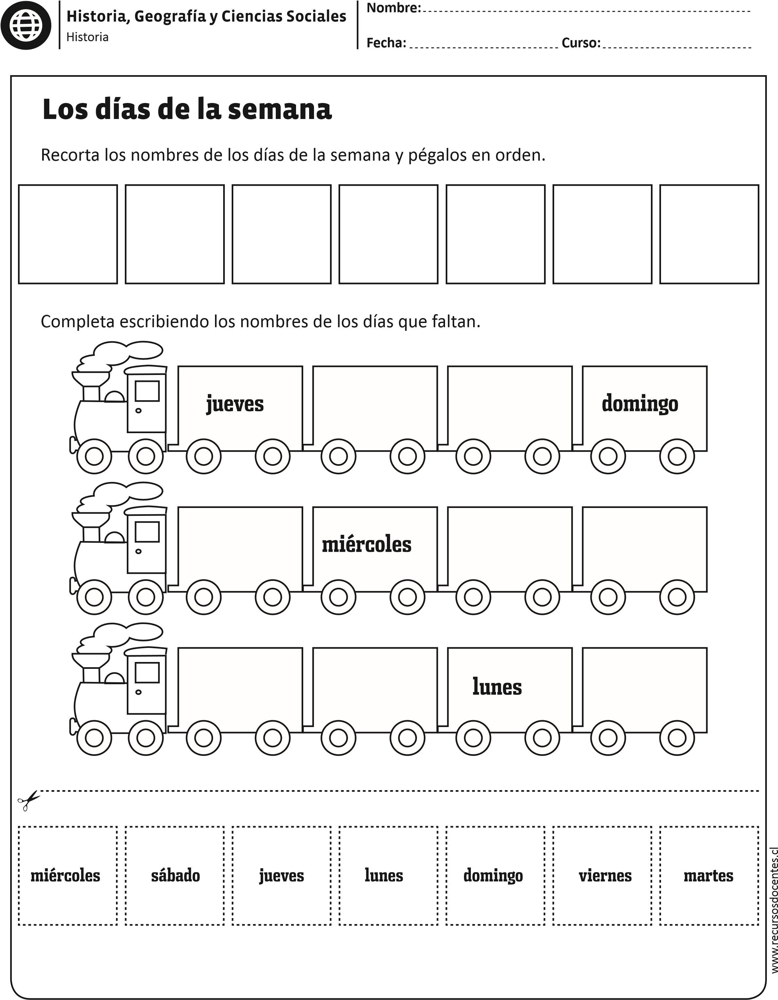 Historia, Geografía y Ciencias Sociales
Historia
Nombre:
Fecha: Curso:
Los días de la semana
Recorta los nombres de los días de la semana y pégalos en orden.
Completa escribiendo los nombres de los días que faltan.
jueves domingo
miércoles
lunes
miércoles sábado jueves lunes domingo viernes martes
www.recursosdocentes.cl